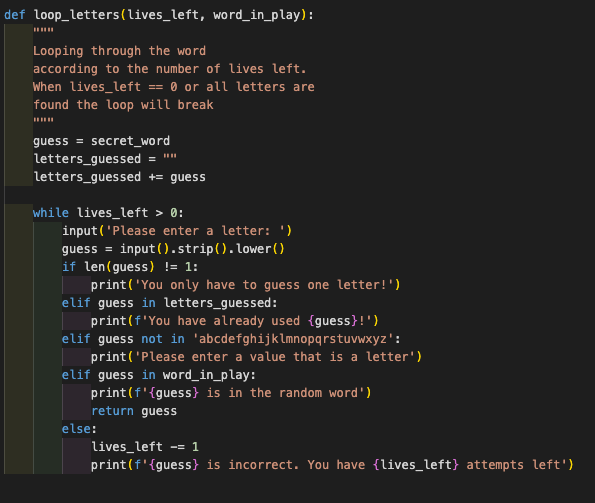 def loop_letters(lives_left, word_in_play):
    """
    Looping through the word
    according to the number of lives left.
    When lives_left == 0 or all letters are
    found the loop will break
    """
    guess = secret_word
    letters_guessed = ""
    letters_guessed += guess

    while lives_left > 0:
        input('Please enter a letter: ')
        guess = input().strip().lower()
        if len(guess) != 1:
            print('You only have to guess one letter!')
        elif guess in letters_guessed:
            print(f'You have already used {guess}!')
        elif guess not in 'abcdefghijklmnopqrstuvwxyz':
            print('Please enter a value that is a letter')
        elif guess in word_in_play:
            print(f'{guess} is in the random word')
            return guess
        else:
            lives_left -= 1
            print(f'{guess} is incorrect. You have {lives_left} attempts left')